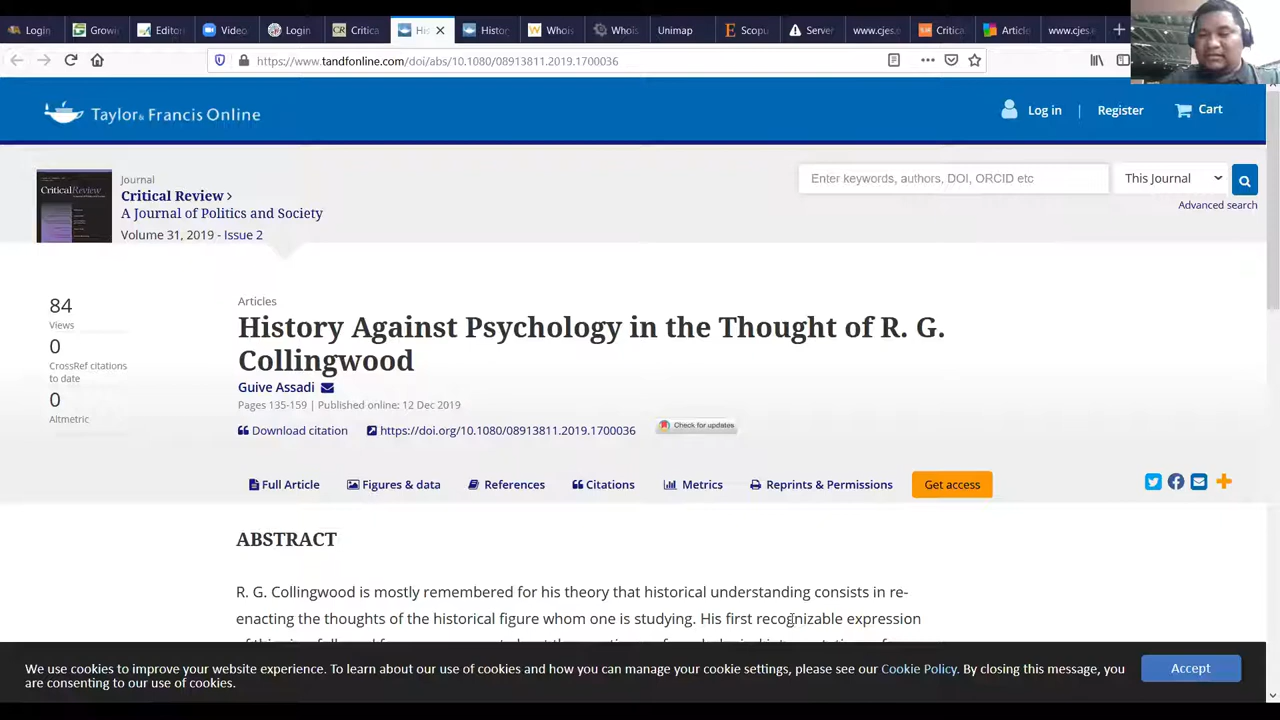 Login
Growi
Editor
Video
Login
Critica
His
Histor
Whois
Whois
Unimap
Scopu
Server
www.cjes
Critica
Article
www.cjes.
https://www.tandfonline.com/doi/abs/10.1080/08913811.2019.1700036
Taylor & Francis Online
Log in | Register Cart
Critical Review
Journal
Critical Review >
A Journal of Politics and Society
Volume 31, 2019 - Issue 2
Enter keywords, authors, DOI, ORCID etc
This Journal
Advanced search
84
Views
0
CrossRef citations
to date
0
Altmetric
Articles
History Against Psychology in the Thought of R. G.
Collingwood
Guive Assadi
Pages 135-159 | Published online: 12 Dec 2019
Download citation https://doi.org/10.1080/08913811.2019.1700036 Check for updates
Full Article Figures & data References Citations Metrics Reprints & Permissions Get access
ABSTRACT
R. G. Collingwood is mostly remembered for his theory that historical understanding consists in re-
enacting the thoughts of the historical figure whom one is studying. His first recognizable expression
We use cookies to improve your website experience. To learn about our use of cookies and how you can manage your cookie settings, please see our Cookie Policy. By closing this message, you
are consenting to our use of cookies.
Accept